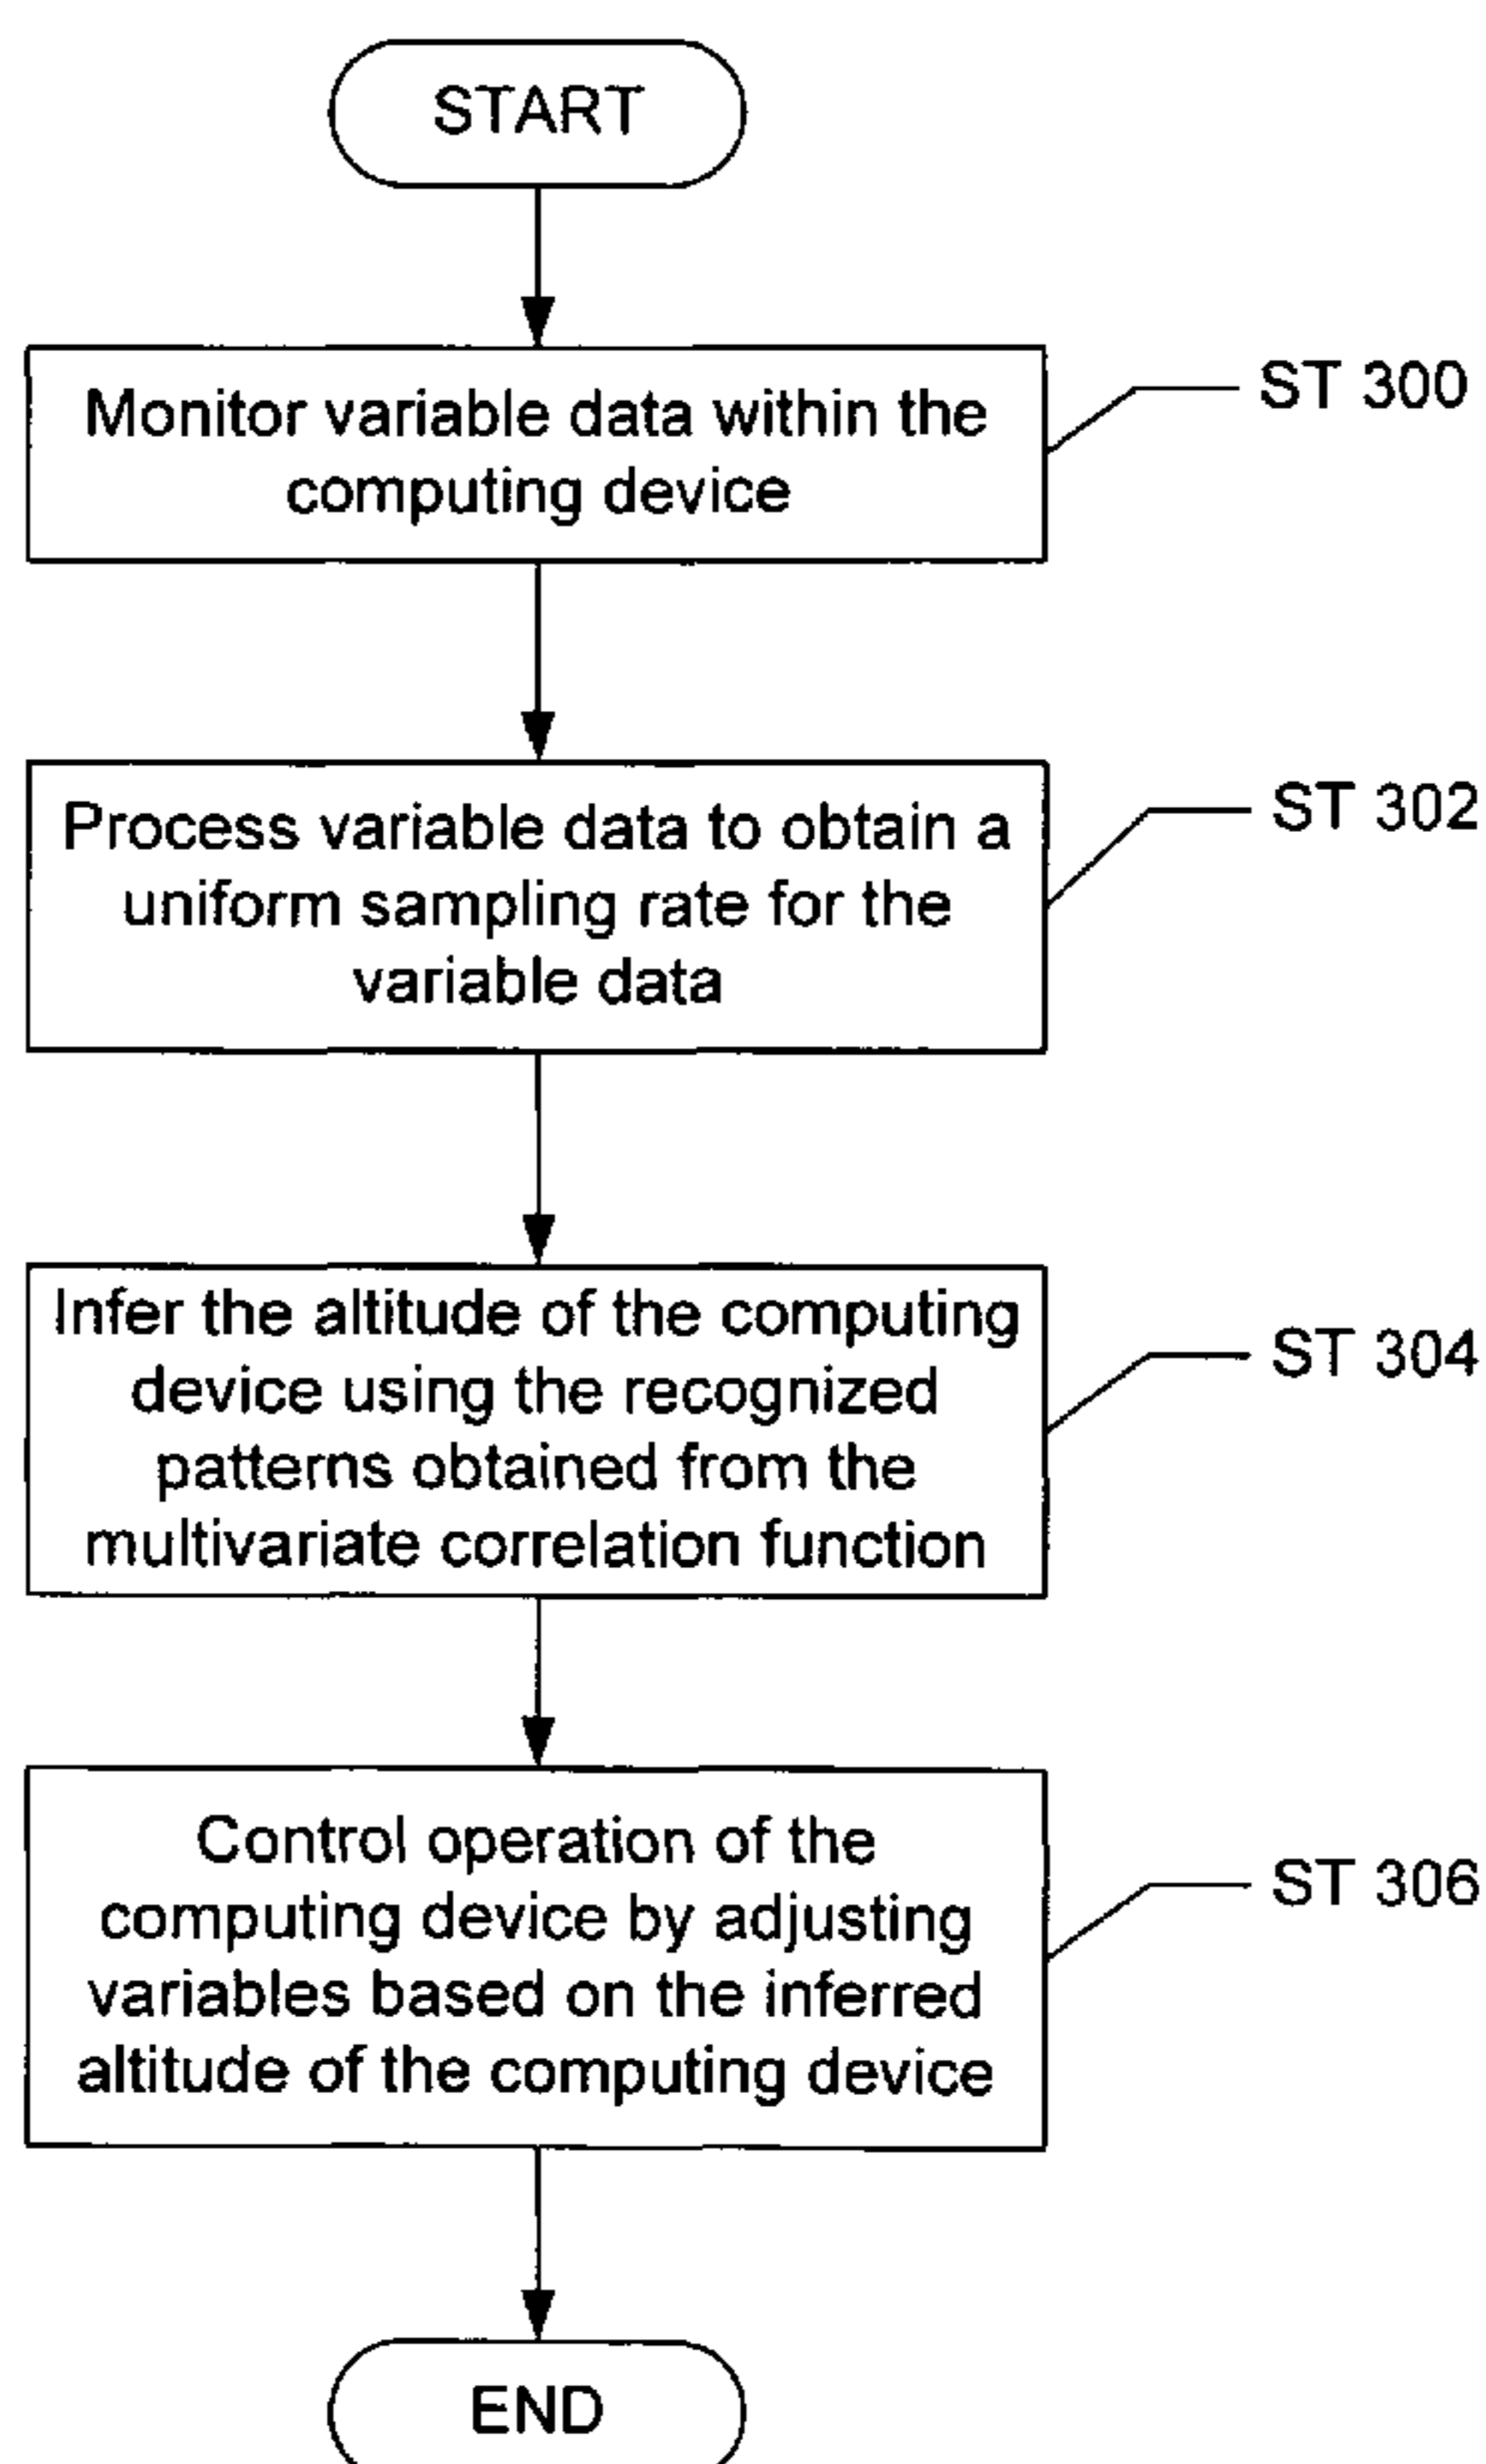 START
Monitor variable data within the
computing device
ST 300
Process variable data to obtain a
uniform sampling rate for the
variable data
ST 302
Infer the altitude of the computing
device using the recognized
patterns obtained from the
multivariate correlation function
ST 304
Control operation of the
computing device by adjusting
variables based on the inferred
altitude of the computing device
ST 306
END